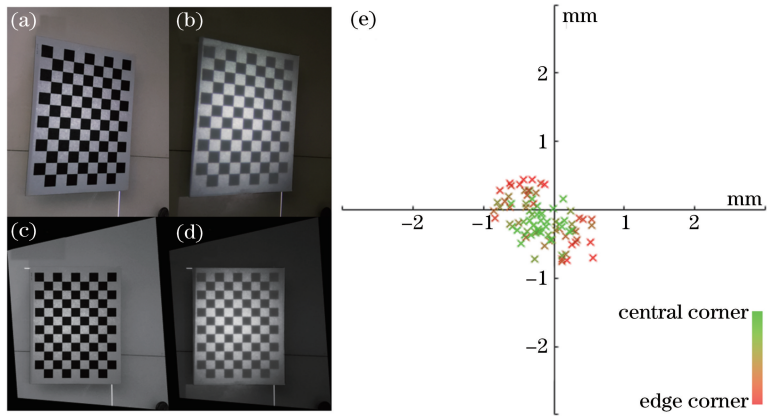 (a)
(b)
(c)
(d)
(e)
mm
2
1
mm
−2
−1
1
2
−1
−2
central corner
edge corner